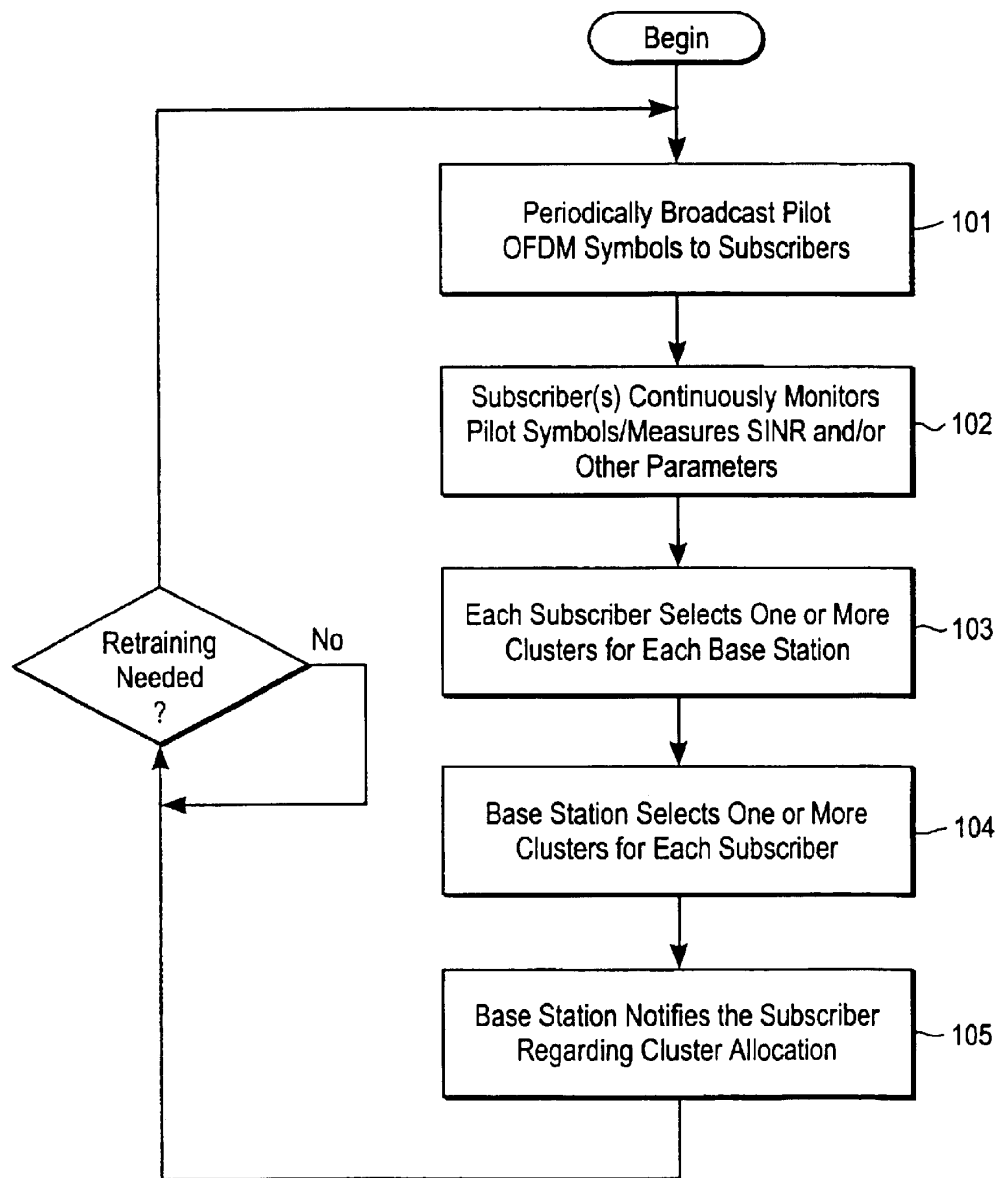 Begin
Periodically Broadcast Pilot
OFDM Symbols to Subscribers
101
Subscriber(s) Continuously Monitors
Pilot Symbols/Measures SINR and/or
Other Parameters
102
Each Subscriber Selects One or More
Clusters for Each Base Station
103
Retraining
Needed
?
No
Base Station Selects One or More
Clusters for Each Subscriber
104
Base Station Notifies the Subscriber
Regarding Cluster Allocation
105